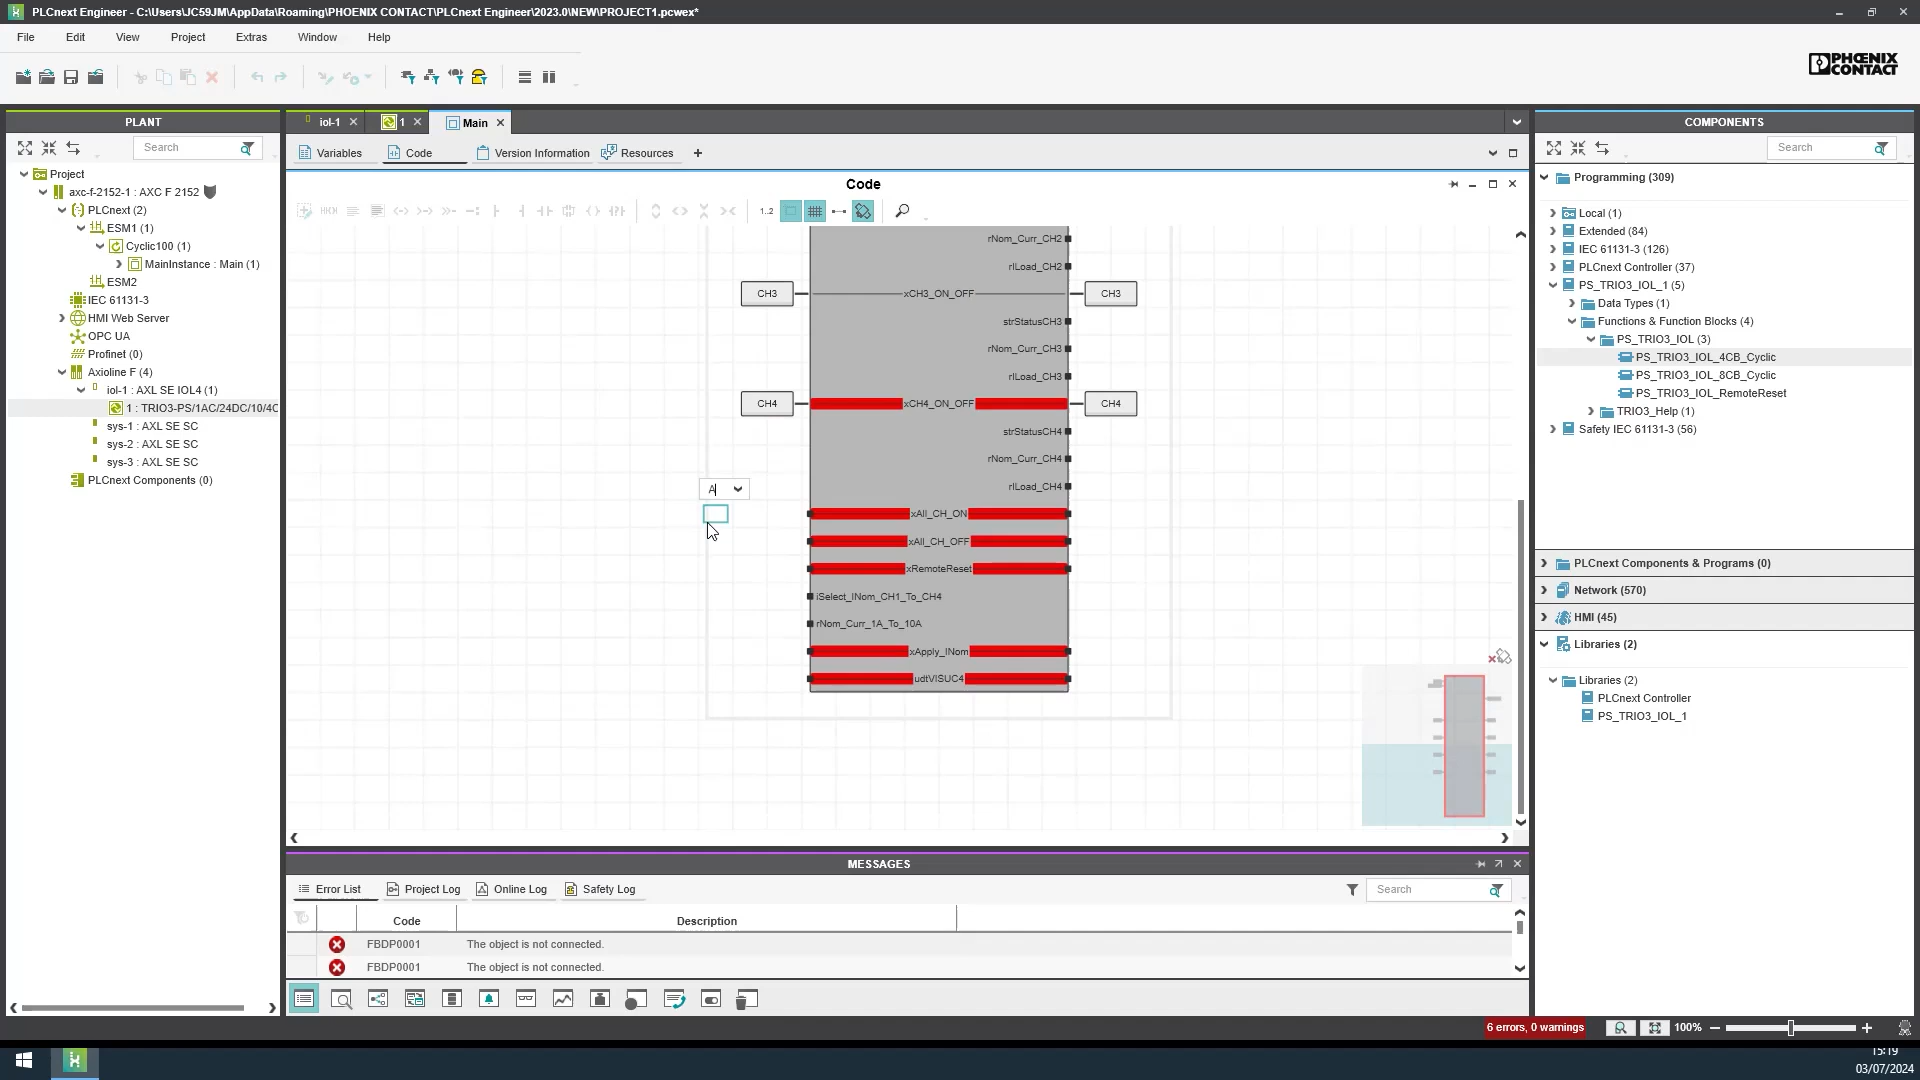 PLCnext Engineer - C:\Users\JC59JM\AppData\Roaming\PHOENIX CONTACT\PLCnext Engineer\2023.0\NEW\PROJECT1.pcwex*
File Edit View Project Extras Window Help
PHŒNIX CONTACT
PLANT
Search
Project
axc-f-2152-1 : AXC F 2152
PLCnext (2)
ESM1 (1)
Cyclic100 (1)
MainInstance : Main (1)
ESM2
IEC 61131-3
HMI Web Server
OPC UA
Profinet (0)
Axioline F (4)
iol-1 : AXL SE IOL4 (1)
1 : TRIO3-PS/1AC/24DC/10/4C
sys-1 : AXL SE SC
sys-2 : AXL SE SC
sys-3 : AXL SE SC
PLCnext Components (0)
iol-1 1 Main
Variables Code Version Information Resources
Code
1..2
rNom_Curr_CH2
rILoad_CH2
CH3 xCH3_ON_OFF CH3
strStatusCH3
rNom_Curr_CH3
rILoad_CH3
CH4 xCH4_ON_OFF CH4
strStatusCH4
rNom_Curr_CH4
rILoad_CH4
A
xAll_CH_ON
xAll_CH_OFF
xRemoteReset
iSelect_INom_CH1_To_CH4
rNom_Curr_1A_To_10A
xApply_INom
udtVISUC4
MESSAGES
Error List Project Log Online Log Safety Log Search
Code Description
FBDP0001 The object is not connected.
FBDP0001 The object is not connected.
COMPONENTS
Search
Programming (309)
Local (1)
Extended (84)
IEC 61131-3 (126)
PLCnext Controller (37)
PS_TRIO3_IOL_1 (5)
Data Types (1)
Functions & Function Blocks (4)
PS_TRIO3_IOL (3)
PS_TRIO3_IOL_4CB_Cyclic
PS_TRIO3_IOL_8CB_Cyclic
PS_TRIO3_IOL_RemoteReset
TRIO3_Help (1)
Safety IEC 61131-3 (56)
PLCnext Components & Programs (0)
Network (570)
HMI (45)
Libraries (2)
Libraries (2)
PLCnext Controller
PS_TRIO3_IOL_1
6 errors, 0 warnings 100%
15:19
03/07/2024